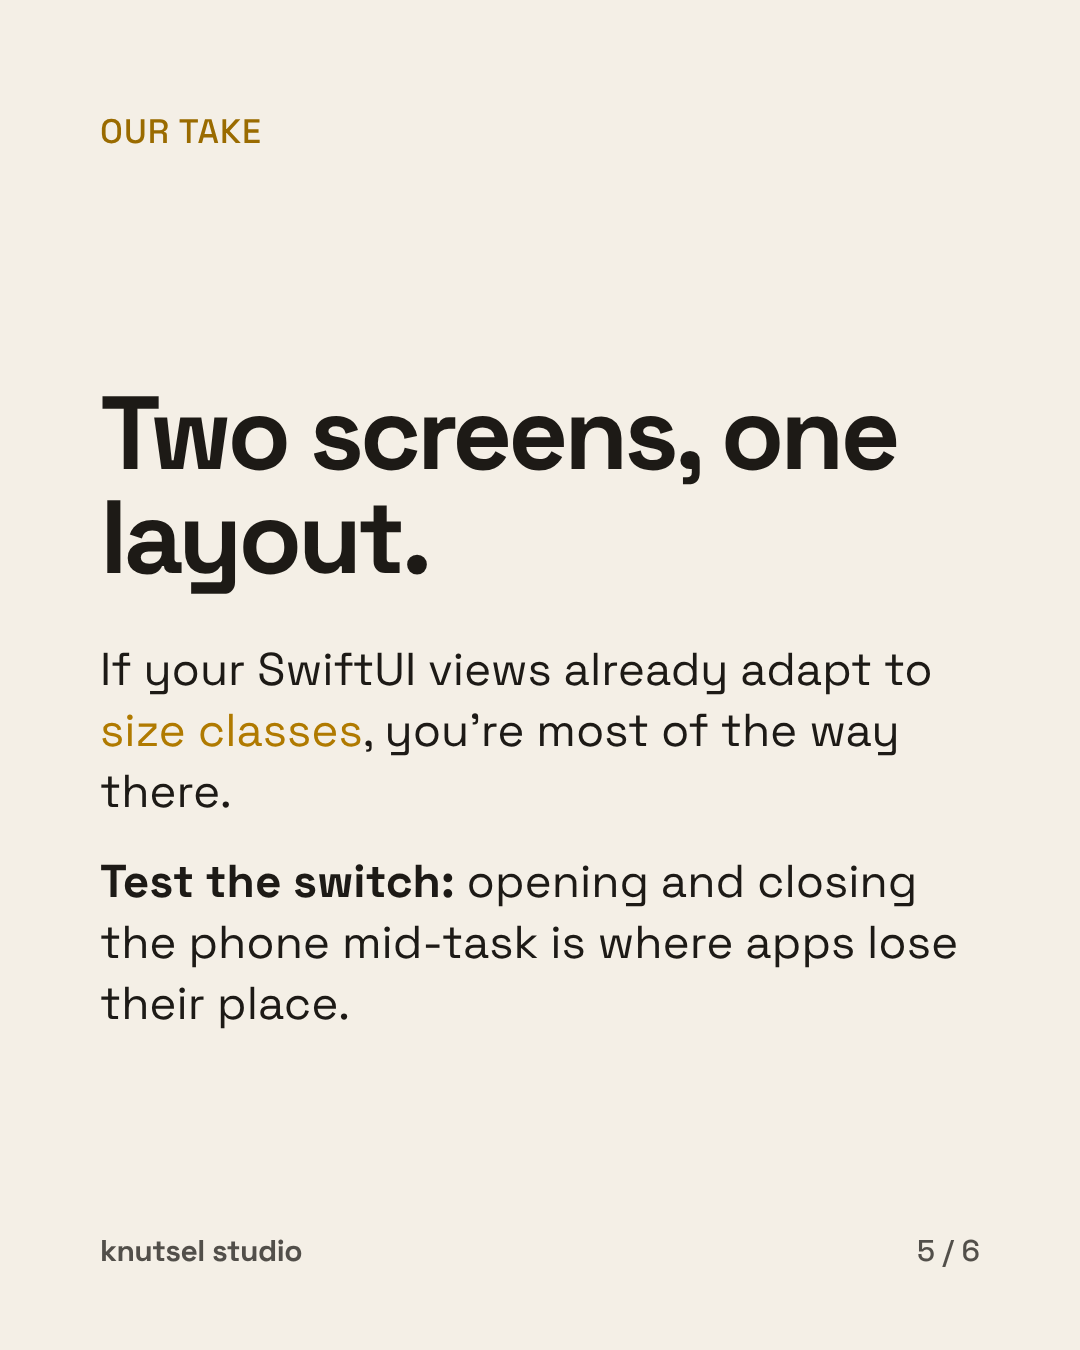 OUR TAKE
Two screens, one
layout.
If your SwiftUI views already adapt to
size classes, you’re most of the way
there.
Test the switch: opening and closing
the phone mid-task is where apps lose
their place.
knutsel studio
5 / 6